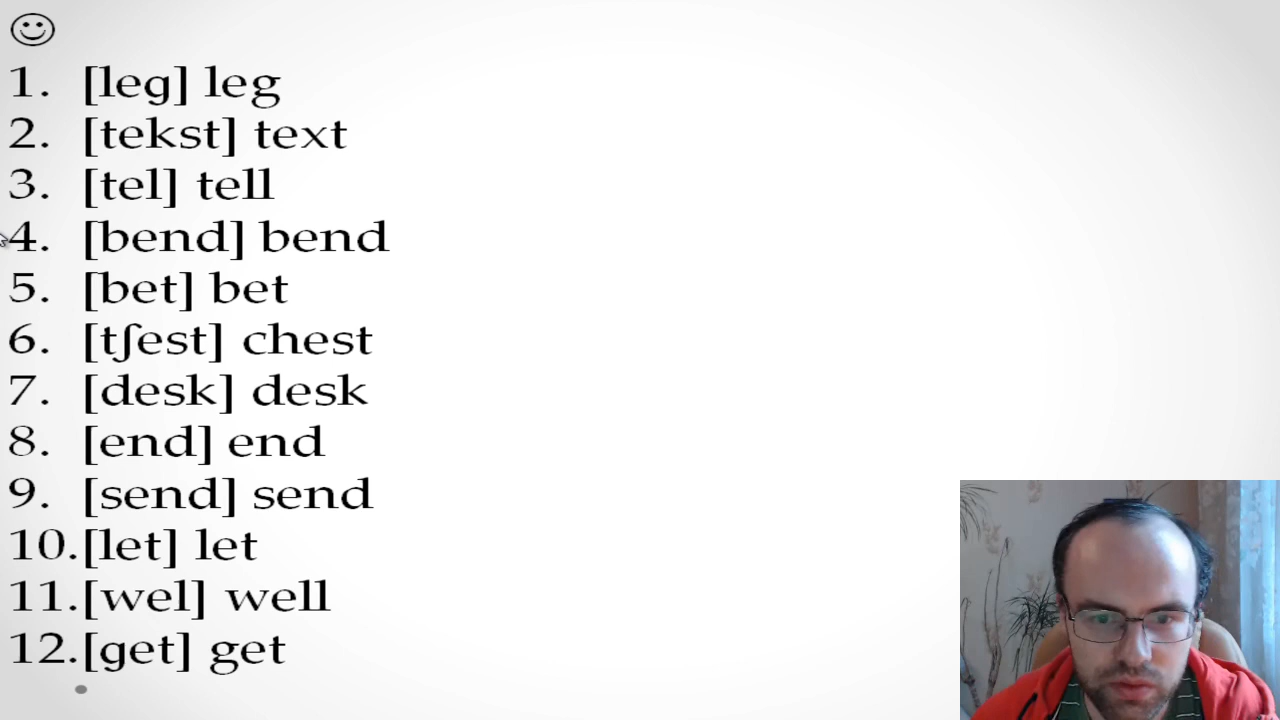 ☺
1. [leg] leg
2. [tekst] text
3. [tel] tell
4. [bend] bend
5. [bet] bet
6. [tʃest] chest
7. [desk] desk
8. [end] end
9. [send] send
10. [let] let
11. [wel] well
12. [get] get